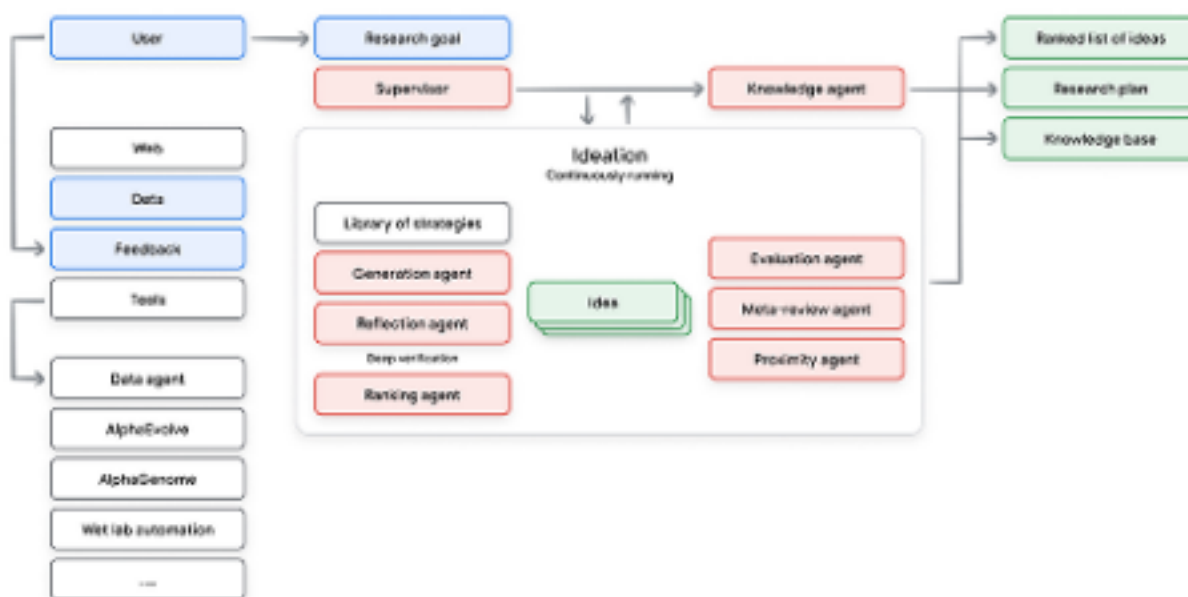 User
Research goal
Supervisor
Knowledge agent
Ranked list of ideas
Research plan
Knowledge base
Web
Data
Feedback
Tools
Data agent
AlphaEvolve
AlphaGenome
Wet lab automation
...
Ideation
Continuously running
Library of strategies
Generation agent
Reflection agent
Deep verification
Ranking agent
Idea
Evaluation agent
Meta-review agent
Proximity agent